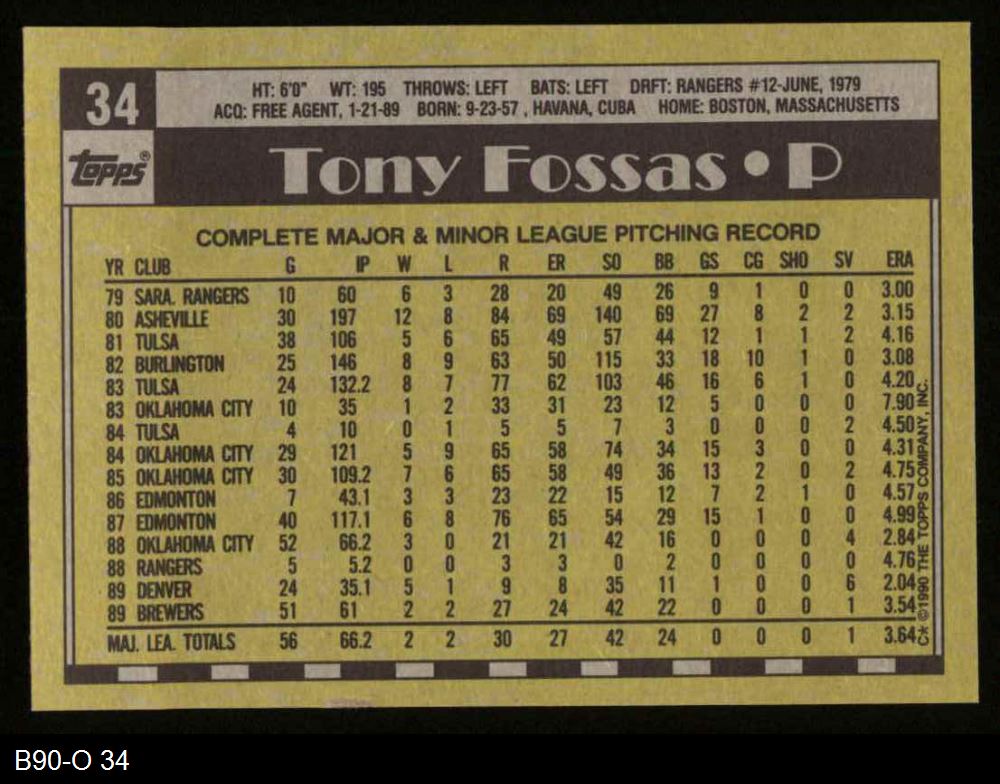 34
HT: 6'0" WT: 195 THROWS: LEFT BATS: LEFT DRFT: RANGERS #12-JUNE, 1979
ACQ: FREE AGENT, 1-21-89 BORN: 9-23-57 , HAVANA, CUBA HOME: BOSTON, MASSACHUSETTS
topps®
Tony Fossas • P
COMPLETE MAJOR & MINOR LEAGUE PITCHING RECORD
YR CLUB G IP W L R ER SO BB GS CG SHO SV ERA
79 SARA. RANGERS 10 60 6 3 28 20 49 26 9 1 0 0 3.00
80 ASHEVILLE 30 197 12 8 84 69 140 69 27 8 2 2 3.15
81 TULSA 38 106 5 6 65 49 57 44 12 1 1 2 4.16
82 BURLINGTON 25 146 8 9 63 50 115 33 18 10 1 0 3.08
83 TULSA 24 132.2 8 7 77 62 103 46 16 6 1 0 4.20
83 OKLAHOMA CITY 10 35 1 2 33 31 23 12 5 0 0 0 7.90
84 TULSA 4 10 0 1 5 5 7 3 0 0 0 2 4.50
84 OKLAHOMA CITY 29 121 5 9 65 58 74 34 15 3 0 0 4.31
85 OKLAHOMA CITY 30 109.2 7 6 65 58 49 36 13 2 0 2 4.75
86 EDMONTON 7 43.1 3 3 23 22 15 12 7 2 1 0 4.57
87 EDMONTON 40 117.1 6 8 76 65 54 29 15 1 0 0 4.99
88 OKLAHOMA CITY 52 66.2 3 0 21 21 42 16 0 0 0 4 2.84
88 RANGERS 5 5.2 0 0 3 3 0 2 0 0 0 0 4.76
89 DENVER 24 35.1 5 1 9 8 35 11 1 0 0 6 2.04
89 BREWERS 51 61 2 2 27 24 42 22 0 0 0 1 3.54
MAJ. LEA. TOTALS 56 66.2 2 2 30 27 42 24 0 0 0 1 3.64
C* ©1990 THE TOPPS COMPANY, INC.
B90-O 34